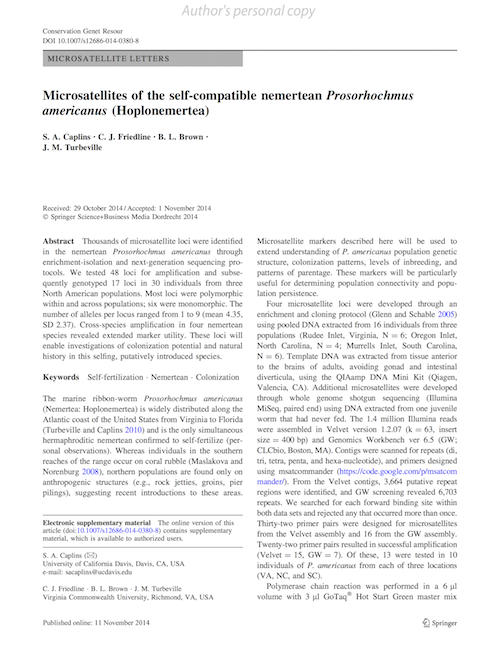 Author's personal copy
Conservation Genet Resour
DOI 10.1007/s12686-014-0380-8
MICROSATELLITE LETTERS
Microsatellites of the self-compatible nemertean Prosorhochmus
americanus (Hoplonemertea)
S. A. Caplins · C. J. Friedline · B. L. Brown ·
J. M. Turbeville
Received: 29 October 2014 / Accepted: 1 November 2014
© Springer Science+Business Media Dordrecht 2014
Abstract Thousands of microsatellite loci were identified
in the nemertean Prosorhochmus americanus through
enrichment-isolation and next-generation sequencing pro-
tocols. We tested 48 loci for amplification and subse-
quently genotyped 17 loci in 30 individuals from three
North American populations. Most loci were polymorphic
within and across populations; six were monomorphic. The
number of alleles per locus ranged from 1 to 9 (mean 4.35,
SD 2.37). Cross-species amplification in four nemertean
species revealed extended marker utility. These loci will
enable investigations of colonization potential and natural
history in this selfing, putatively introduced species.
Keywords Self-fertilization · Nemertean · Colonization
The marine ribbon-worm Prosorhochmus americanus
(Nemertea: Hoplonemertea) is widely distributed along the
Atlantic coast of the United States from Virginia to Florida
(Turbeville and Caplins 2010) and is the only simultaneous
hermaphroditic nemertean confirmed to self-fertilize (per-
sonal observations). Whereas individuals in the southern
reaches of the range occur on coral rubble (Maslakova and
Norenburg 2008), northern populations are found only on
anthropogenic structures (e.g., rock jetties, groins, pier
pilings), suggesting recent introductions to these areas.
Electronic supplementary material The online version of this
article (doi:10.1007/s12686-014-0380-8) contains supplementary
material, which is available to authorized users.
S. A. Caplins (✉)
University of California Davis, Davis, CA, USA
e-mail: sacaplins@ucdavis.edu
C. J. Friedline · B. L. Brown · J. M. Turbeville
Virginia Commonwealth University, Richmond, VA, USA
Microsatellite markers described here will be used to
extend understanding of P. americanus population genetic
structure, colonization patterns, levels of inbreeding, and
patterns of parentage. These markers will be particularly
useful for determining population connectivity and popu-
lation persistence.
Four microsatellite loci were developed through an
enrichment and cloning protocol (Glenn and Schable 2005)
using pooled DNA extracted from 16 individuals from three
populations (Rudee Inlet, Virginia, N = 6; Oregon Inlet,
North Carolina, N = 4; Murrells Inlet, South Carolina,
N = 6). Template DNA was extracted from tissue anterior
to the brains of adults, avoiding gonad and intestinal
diverticula, using the QIAamp DNA Mini Kit (Qiagen,
Valencia, CA). Additional microsatellites were developed
through whole genome shotgun sequencing (Illumina
MiSeq, paired end) using DNA extracted from one juvenile
worm that had never fed. The 1.4 million Illumina reads
were assembled in Velvet version 1.2.07 (k = 63, insert
size = 400 bp) and Genomics Workbench ver 6.5 (GW;
CLCbio, Boston, MA). Contigs were scanned for repeats (di,
tri, tetra, penta, and hexa-nucleotide), and primers designed
using msatcommander (https://code.google.com/p/msatcom
mander/). From the Velvet contigs, 3,664 putative repeat
regions were identified, and GW screening revealed 6,703
repeats. We searched for each forward binding site within
both data sets and rejected any that occurred more than once.
Thirty-two primer pairs were designed for microsatellites
from the Velvet assembly and 16 from the GW assembly.
Twenty-two primer pairs resulted in successful amplification
(Velvet = 15, GW = 7). Of these, 13 were tested in 10
individuals of P. americanus from each of three locations
(VA, NC, and SC).
Polymerase chain reaction was performed in a 6 μl
volume with 3 μl GoTaq® Hot Start Green master mix
Published online: 11 November 2014
Springer